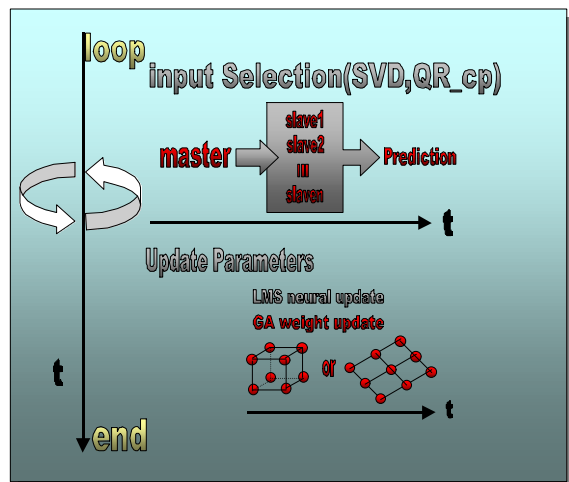 loop
input Selection(SVD,QR_cp)
slave1
slave2
III
slaven
master
Prediction
t
Update Parameters
LMS neural update
GA weight update
or
t
t
end